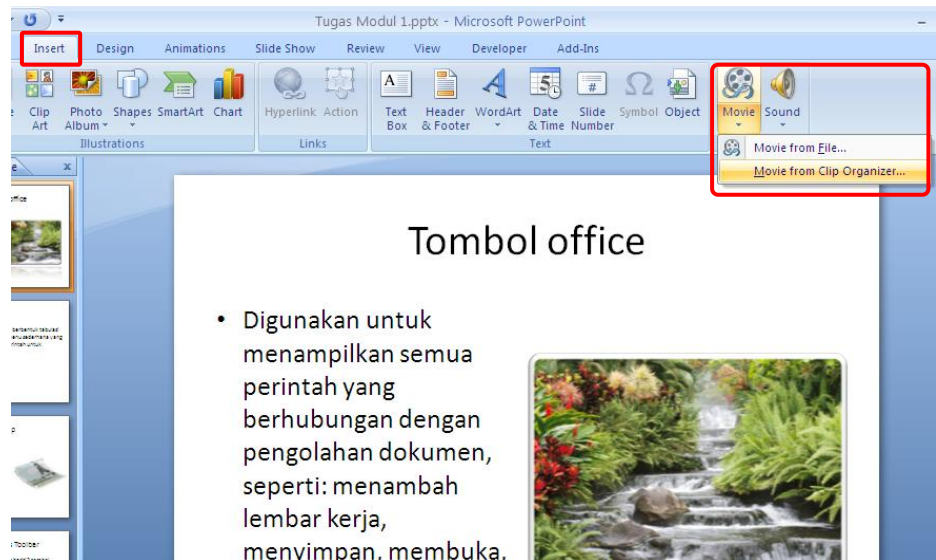 Tugas Modul 1.pptx - Microsoft PowerPoint
Insert Design Animations Slide Show Review View Developer Add-Ins
Clip Art Photo Album Shapes SmartArt Chart Hyperlink Action Text Box Header & Footer WordArt Date & Time Slide Number Symbol Object Movie Sound
Illustrations Links Text
Movie from File...
Movie from Clip Organizer...
Tombol office
• Digunakan untuk
menampilkan semua
perintah yang
berhubungan dengan
pengolahan dokumen,
seperti: menambah
lembar kerja,
menyimpan, membuka,